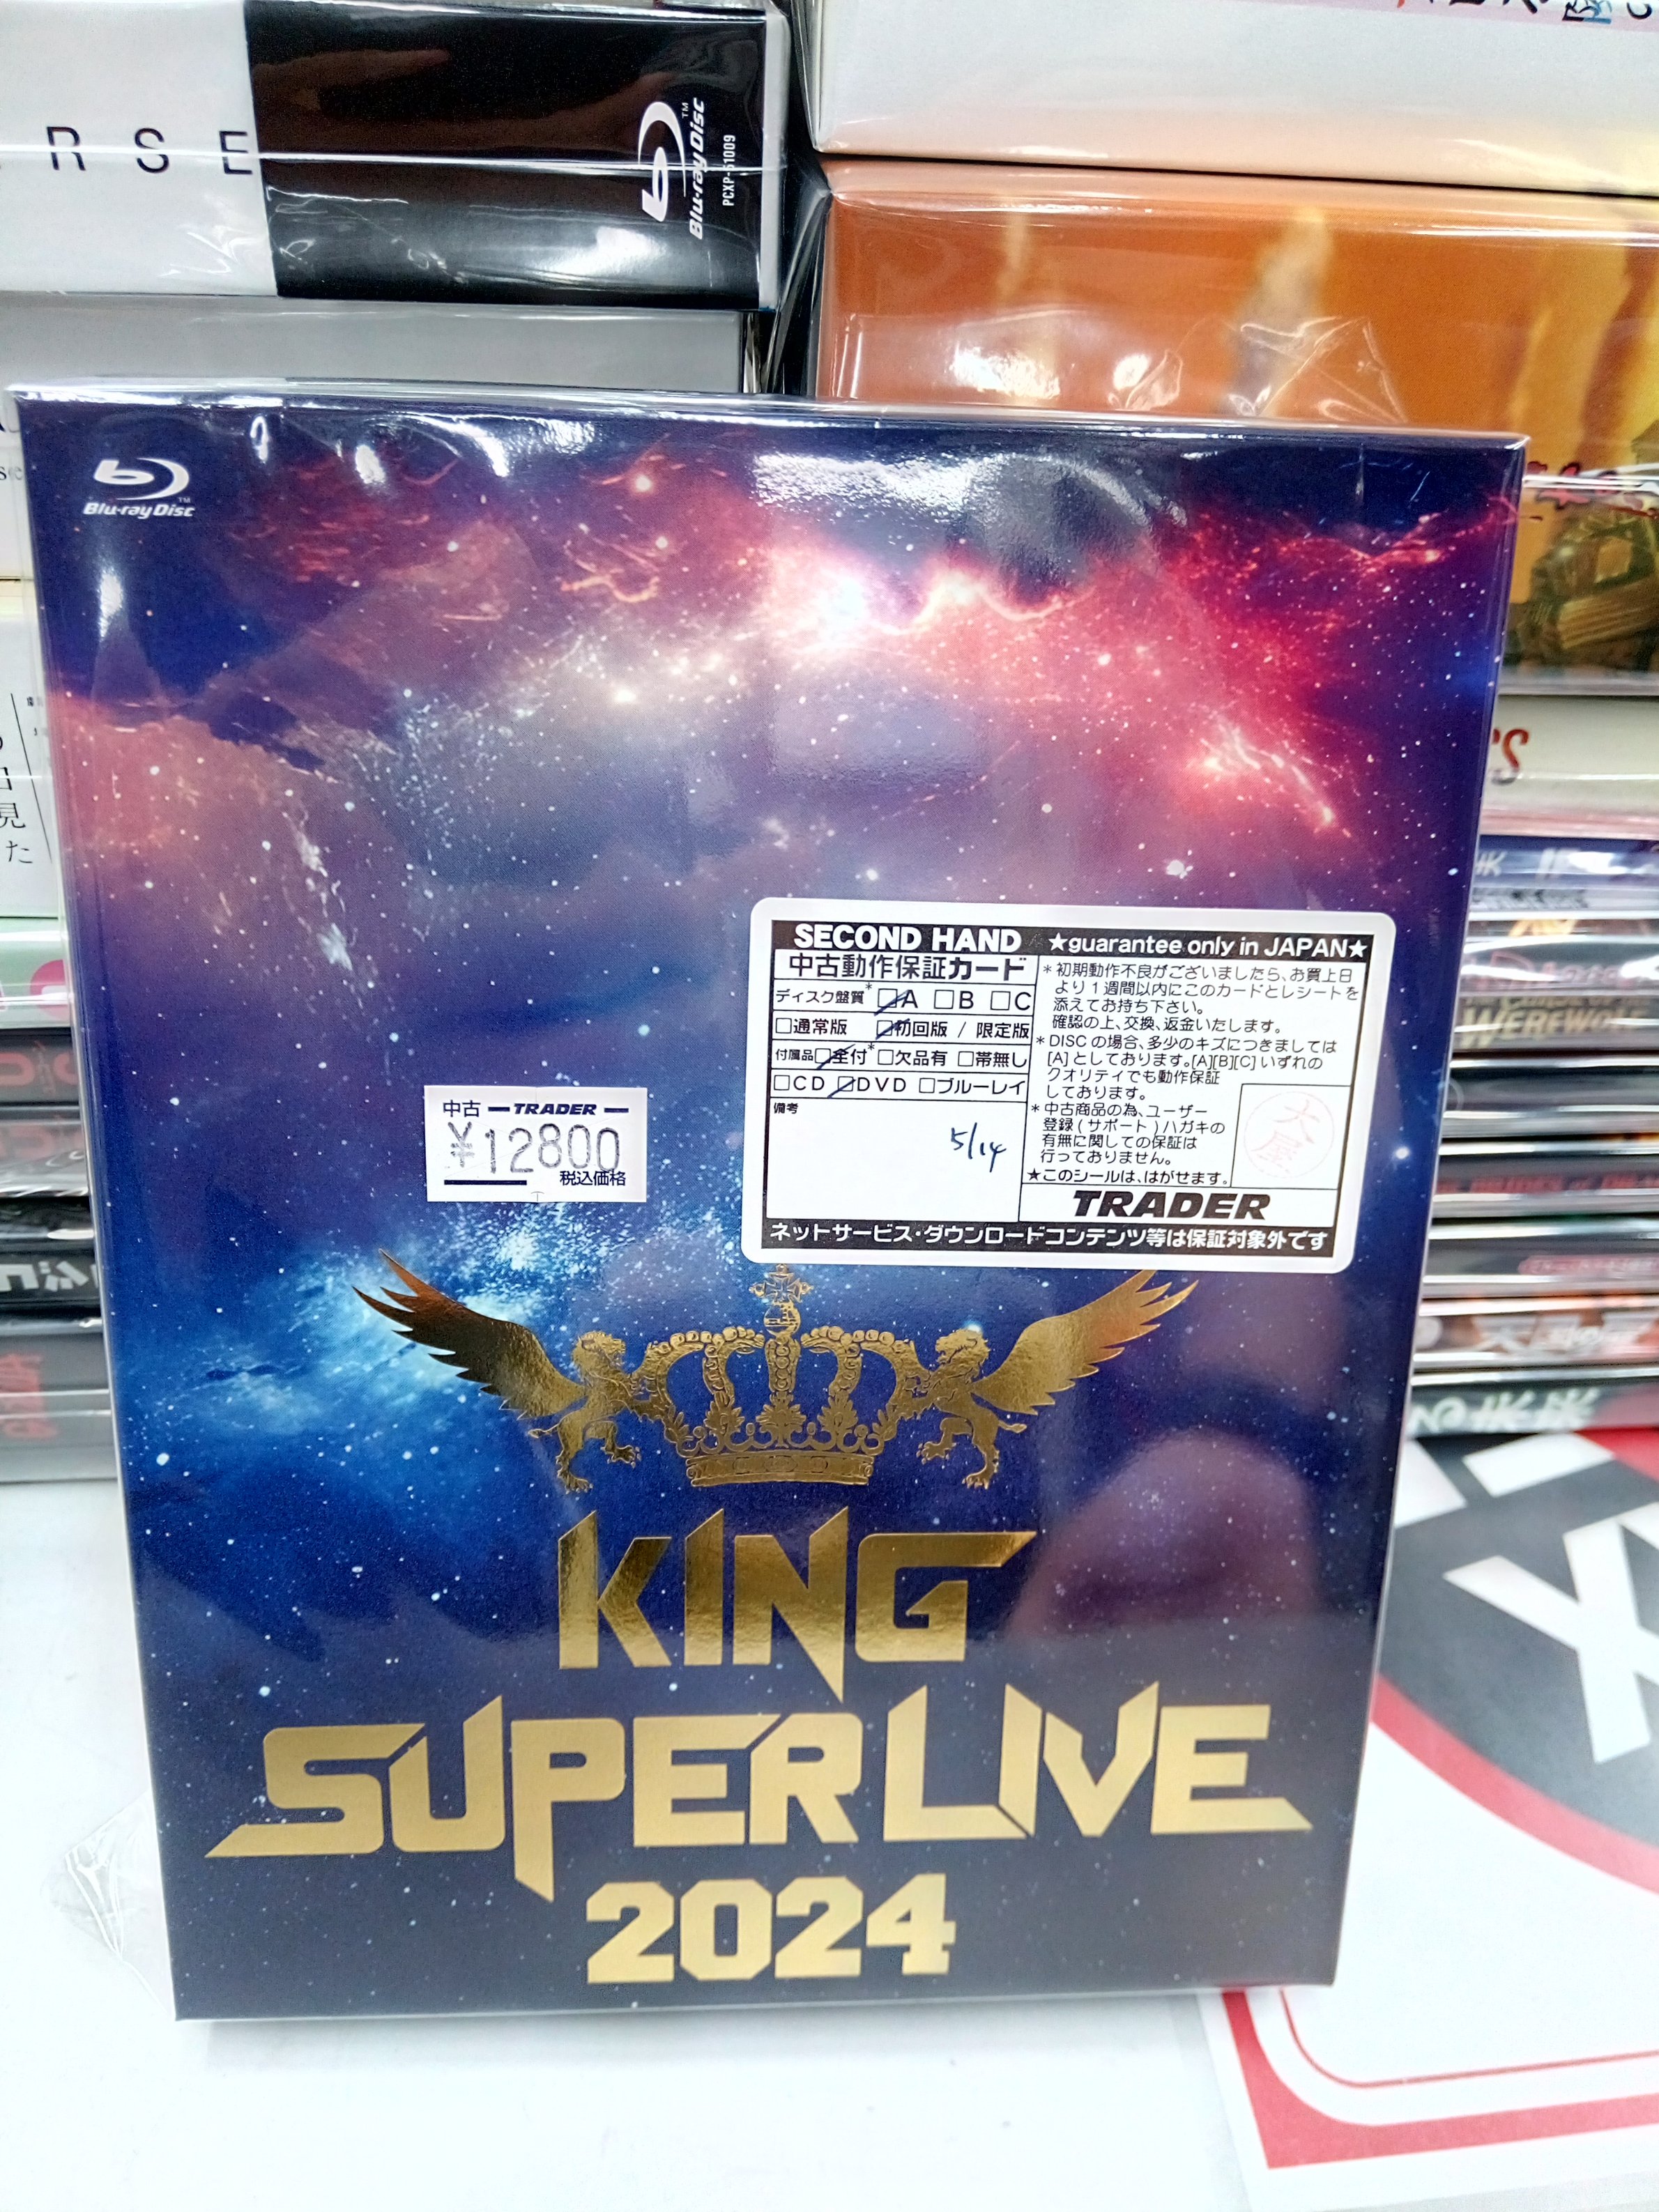 R S E
Blu-ray Disc™
PCXP-51009
Blu-ray Disc™
見
た
SECOND HAND ★guarantee only in JAPAN★
中古動作保証カード
ディスク盤質* □A □B □C
□通常版 □初回版 / 限定版
付属品□全付* □欠品有 □帯無し
□CD □DVD □ブルーレイ
備考
5/14
*初期動作不良がございましたら、お買上日
より1週間以内にこのカードとレシートを
添えてお持ち下さい。
確認の上、交換、返金いたします。
*DISCの場合、多少のキズにつきましては
[A]としております。[A][B][C]いずれの
クオリティでも動作保証
しております。
*中古商品の為、ユーザー
登録(サポート)ハガキの
有無に関しての保証は
行っておりません。
★このシールは、はがせます。
TRADER
ネットサービス・ダウンロードコンテンツ等は保証対象外です
中古 TRADER
¥12800
税込価格
WEREWOLF
KING
SUPER LIVE
2024